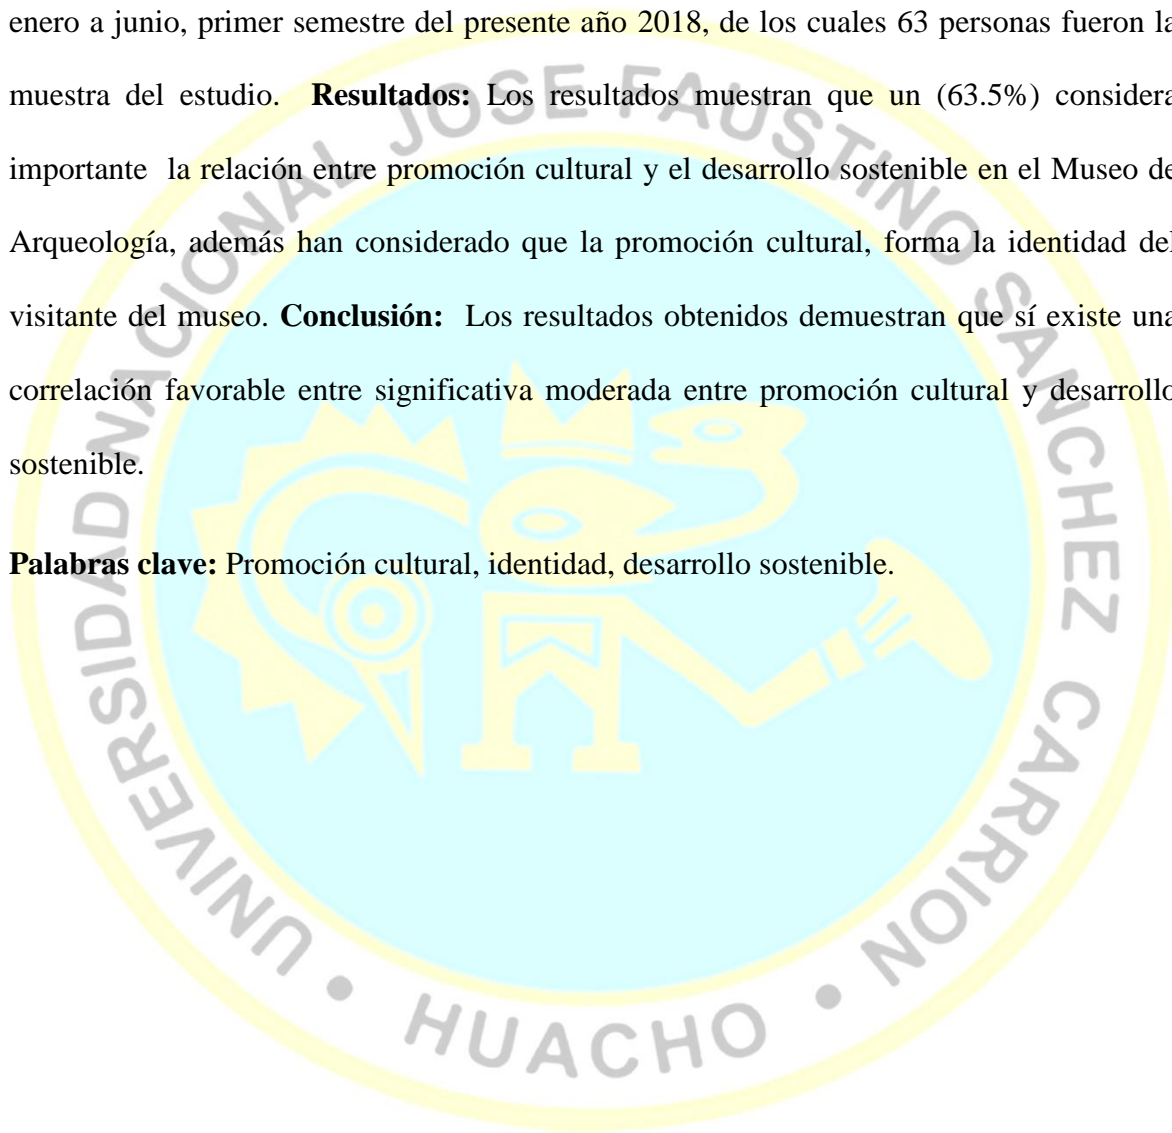 enero a junio, primer semestre del presente año 2018, de los cuales 63 personas fueron la
muestra del estudio. Resultados: Los resultados muestran que un (63.5%) considera
importante la relación entre promoción cultural y el desarrollo sostenible en el Museo de
Arqueología, además han considerado que la promoción cultural, forma la identidad del
visitante del museo. Conclusión: Los resultados obtenidos demuestran que sí existe una
correlación favorable entre significativa moderada entre promoción cultural y desarrollo
sostenible.
Palabras clave: Promoción cultural, identidad, desarrollo sostenible.
UNIVERSIDAD NACIONAL JOSE FAUSTINO SANCHEZ CARRION
• HUACHO •